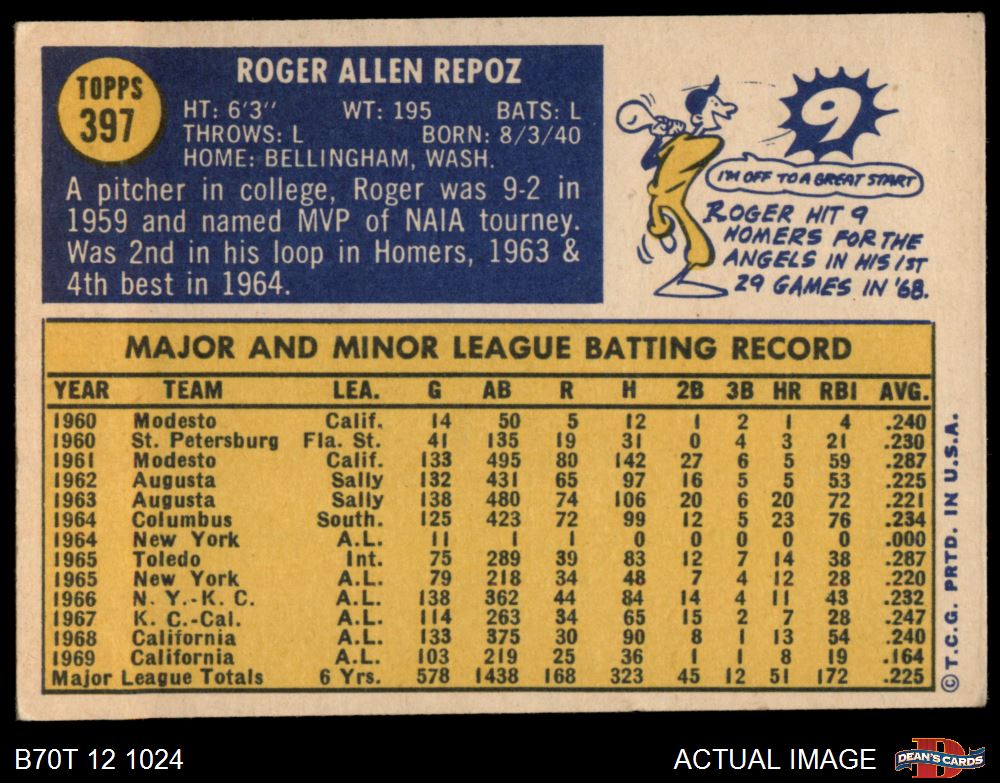 TOPPS
397
ROGER ALLEN REPOZ
HT: 6'3" WT: 195 BATS: L
THROWS: L BORN: 8/3/40
HOME: BELLINGHAM, WASH.
A pitcher in college, Roger was 9-2 in
1959 and named MVP of NAIA tourney.
Was 2nd in his loop in Homers, 1963 &
4th best in 1964.
9
I'M OFF TO A GREAT START
ROGER HIT 9
HOMERS FOR THE
ANGELS IN HIS 1ST
29 GAMES IN '68.
MAJOR AND MINOR LEAGUE BATTING RECORD
YEAR TEAM LEA. G AB R H 2B 3B HR RBI AVG.
1960 Modesto Calif. 14 50 5 12 1 2 1 4 .240
1960 St. Petersburg Fla. St. 41 135 19 31 0 4 3 21 .230
1961 Modesto Calif. 133 495 80 142 27 6 5 59 .287
1962 Augusta Sally 132 431 65 97 16 5 5 53 .225
1963 Augusta Sally 138 480 74 106 20 6 20 72 .221
1964 Columbus South. 125 423 72 99 12 5 23 76 .234
1964 New York A.L. 11 1 1 0 0 0 0 0 .000
1965 Toledo Int. 75 289 39 83 12 7 14 38 .287
1965 New York A.L. 79 218 34 48 7 4 12 28 .220
1966 N. Y.-K. C. A.L. 138 362 44 84 14 4 11 43 .232
1967 K. C.-Cal. A.L. 114 263 34 65 15 2 7 28 .247
1968 California A.L. 133 375 30 90 8 1 13 54 .240
1969 California A.L. 103 219 25 36 1 1 8 19 .164
Major League Totals 6 Yrs. 578 1438 168 323 45 12 51 172 .225
© T.C.G. PRTD. IN U.S.A.
B70T 12 1024
ACTUAL IMAGE
D
DEAN'S CARDS